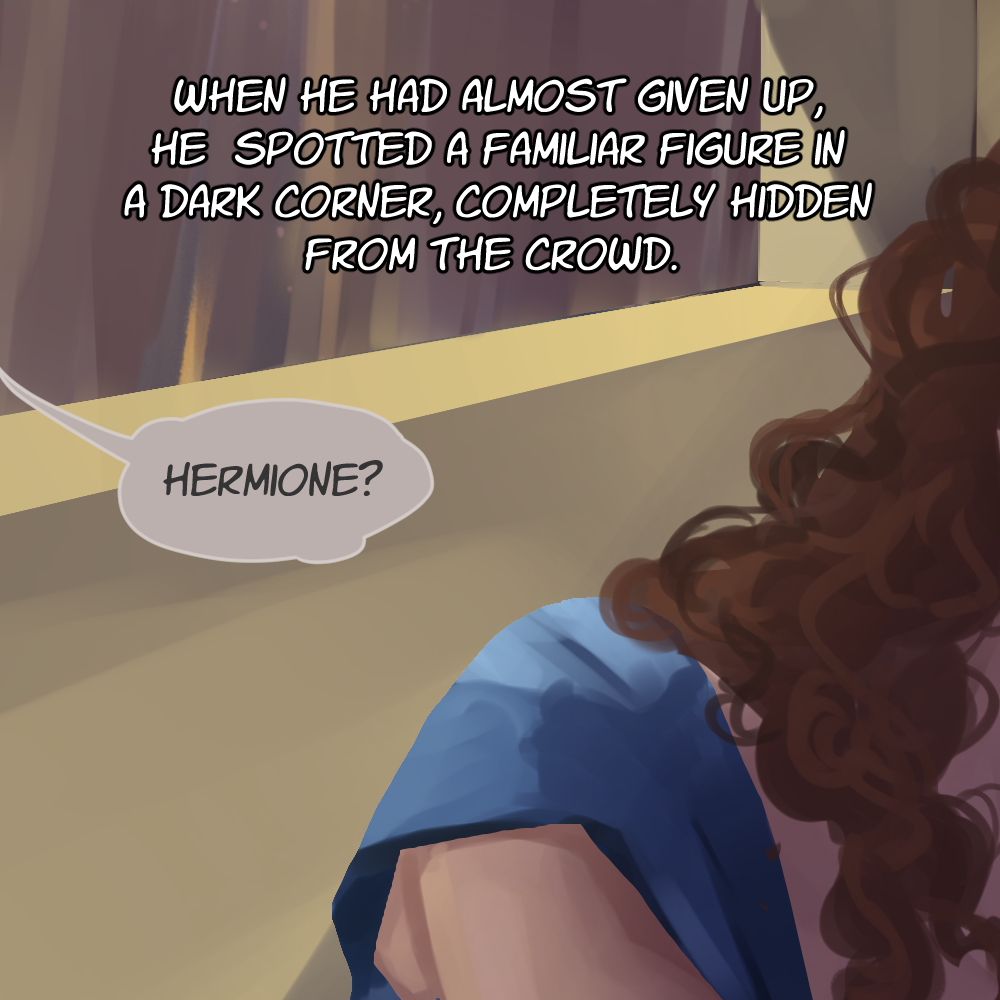 WHEN HE HAD ALMOST GIVEN UP,
HE SPOTTED A FAMILIAR FIGURE IN
A DARK CORNER, COMPLETELY HIDDEN
FROM THE CROWD.
HERMIONE?